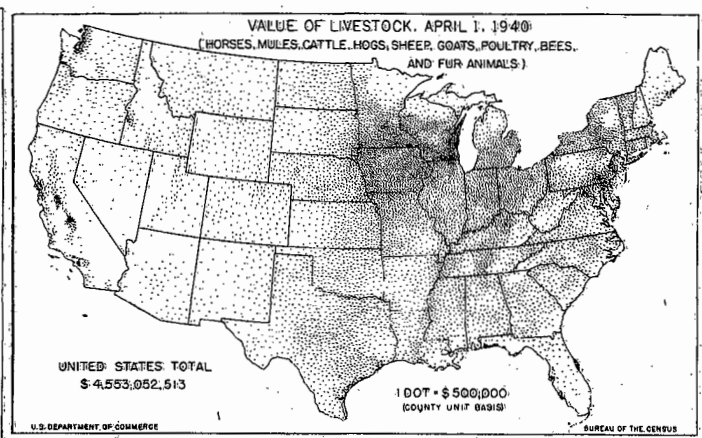 VALUE OF LIVESTOCK, APRIL 1, 1940
(HORSES, MULES, CATTLE, HOGS, SHEEP, GOATS, POULTRY, BEES,
AND FUR ANIMALS)
UNITED STATES TOTAL
$4,553,052,513
1 DOT = $500,000
(COUNTY UNIT BASIS)
U.S. DEPARTMENT OF COMMERCE
BUREAU OF THE CENSUS